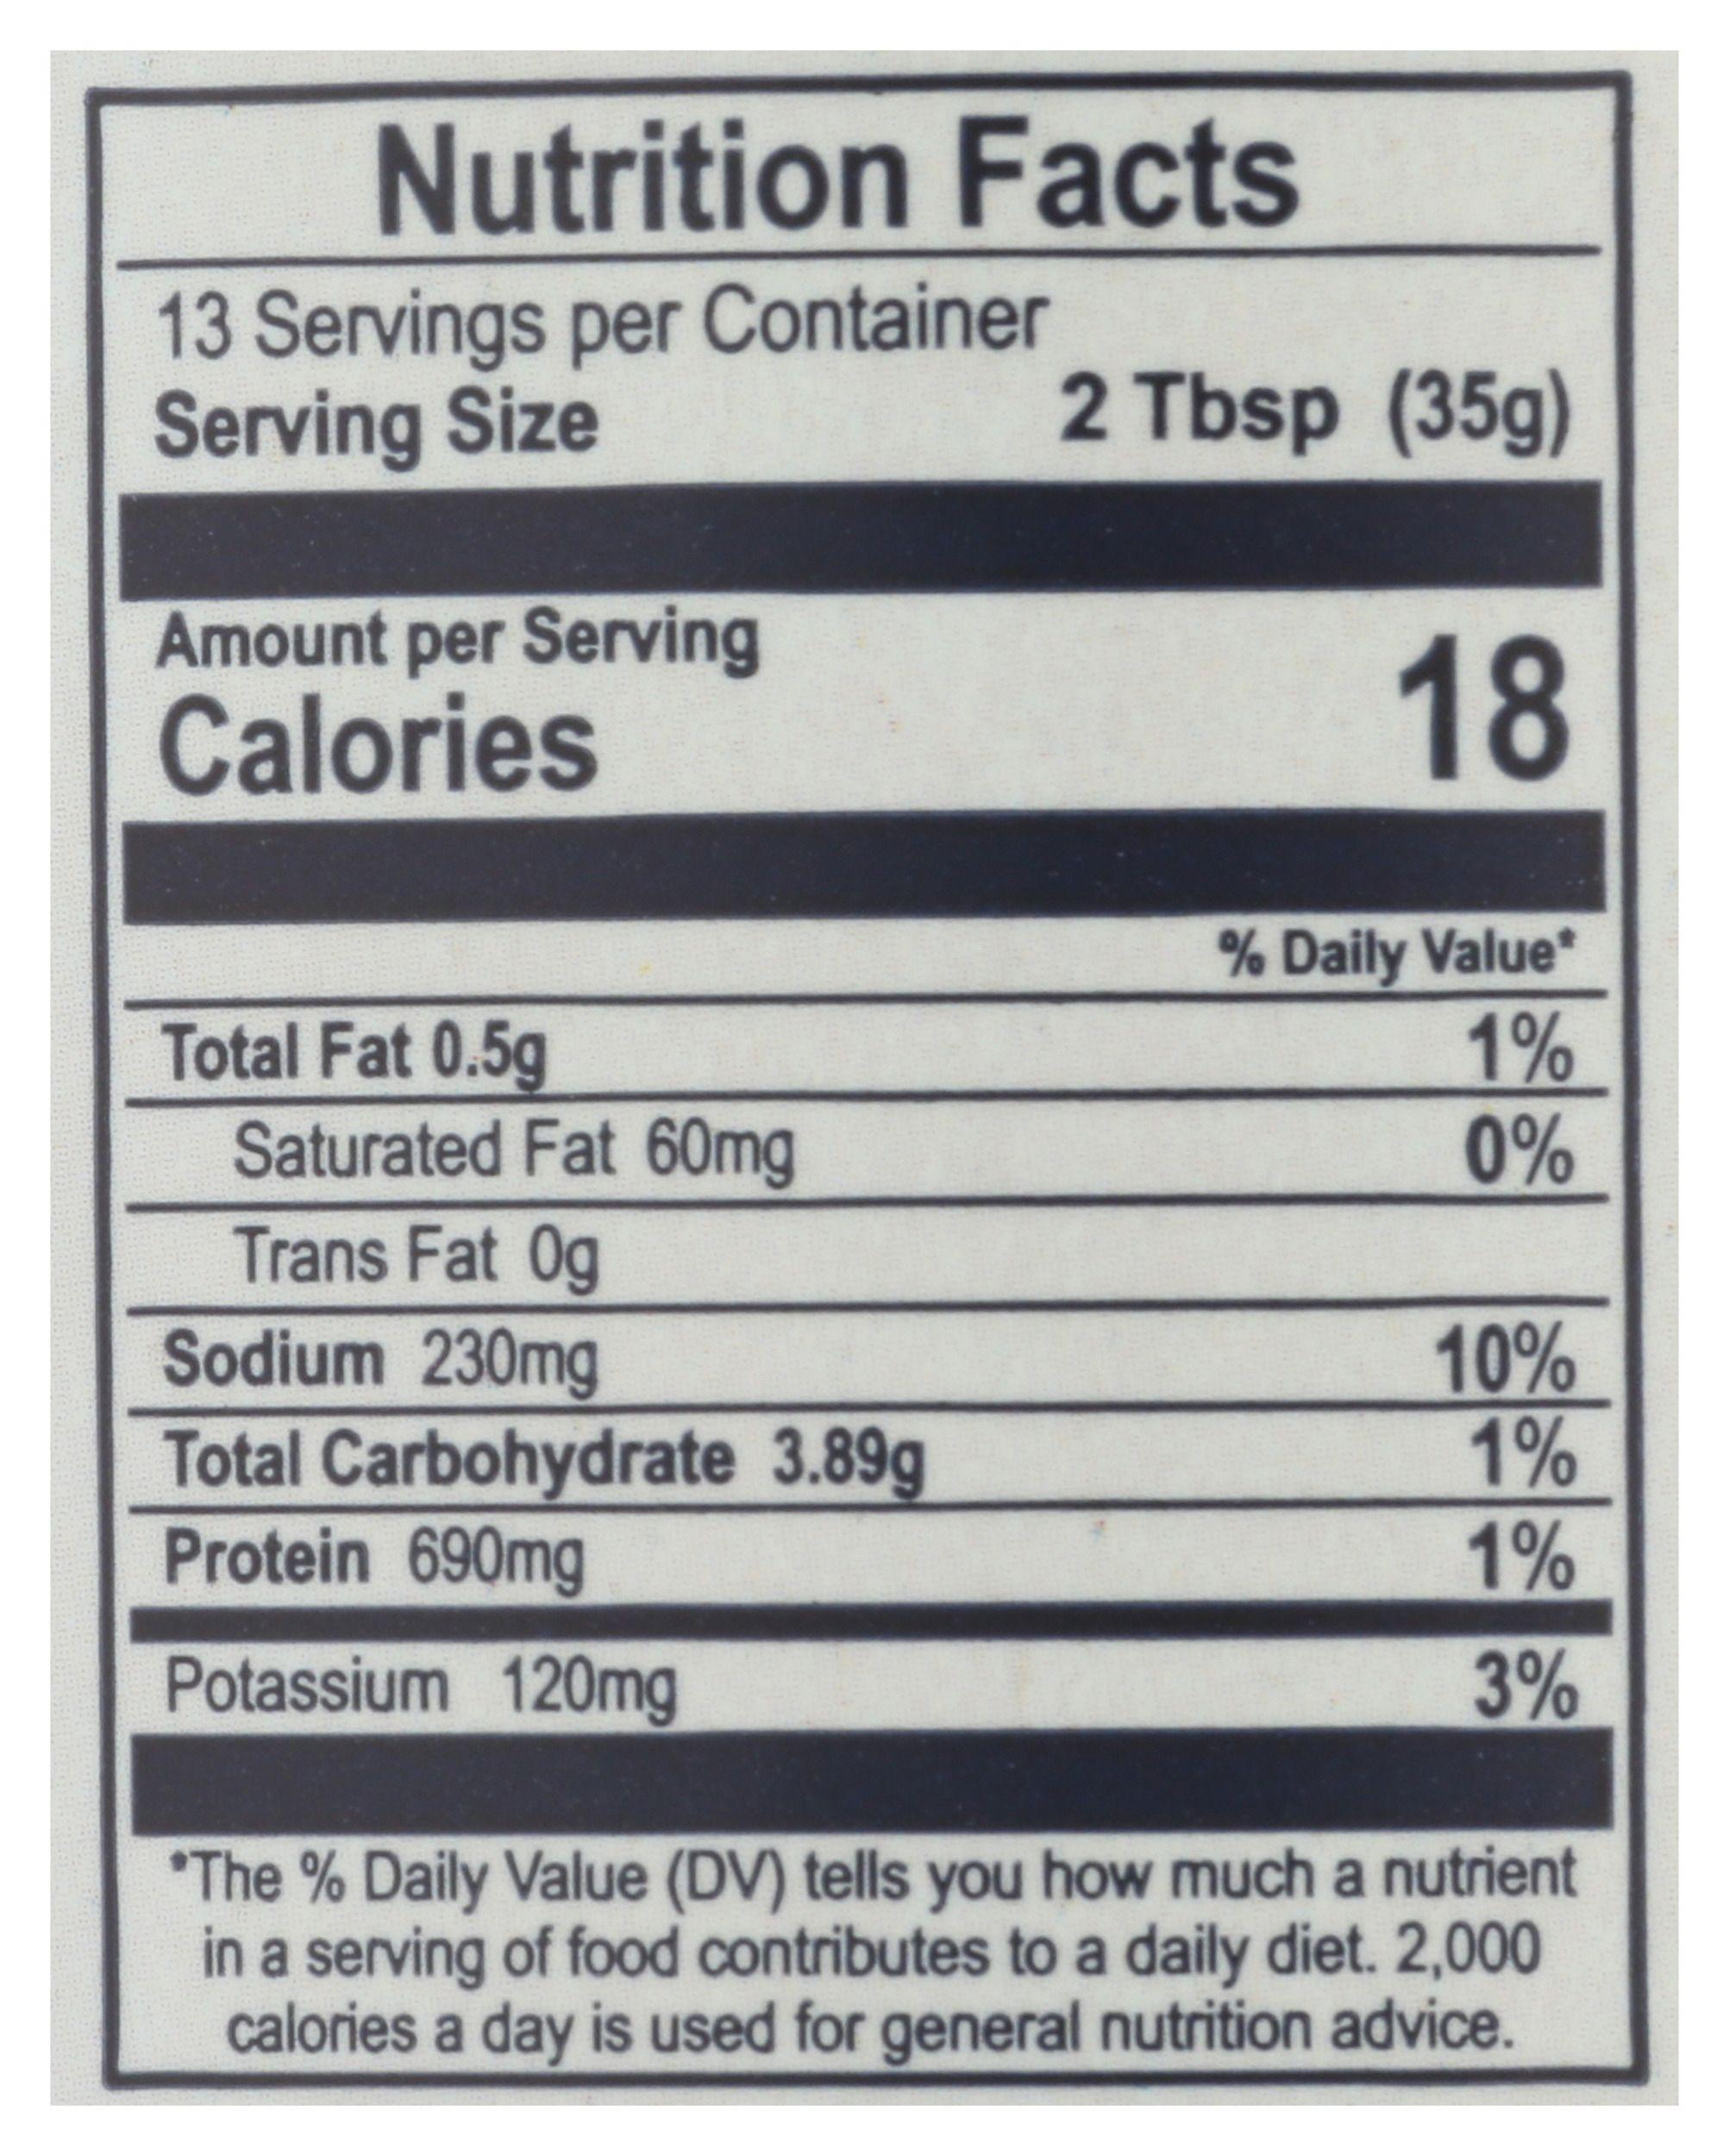 Nutrition Facts
13 Servings per Container
Serving Size 2 Tbsp (35g)
Amount per Serving
Calories 18
% Daily Value*
Total Fat 0.5g 1%
Saturated Fat 60mg 0%
Trans Fat 0g
Sodium 230mg 10%
Total Carbohydrate 3.89g 1%
Protein 690mg 1%
Potassium 120mg 3%
*The % Daily Value (DV) tells you how much a nutrient
in a serving of food contributes to a daily diet. 2,000
calories a day is used for general nutrition advice.